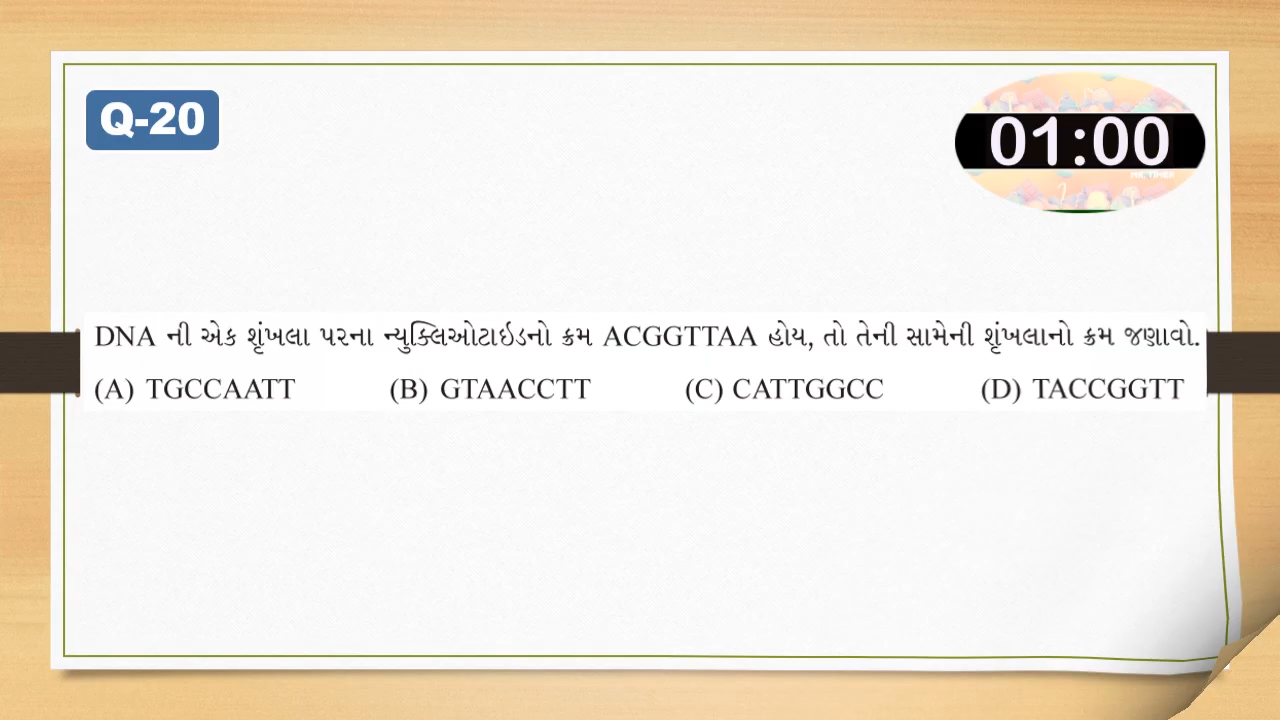 Q-20
01:00
DNA ની એક શૃંખલા પરના ન્યુક્લિઓટાઇડનો ક્રમ ACGGTTAA હોય, તો તેની સામેની શૃંખલાનો ક્રમ જણાવો.
(A) TGCCAATT (B) GTAACCTT (C) CATTGGCC (D) TACCGGTT